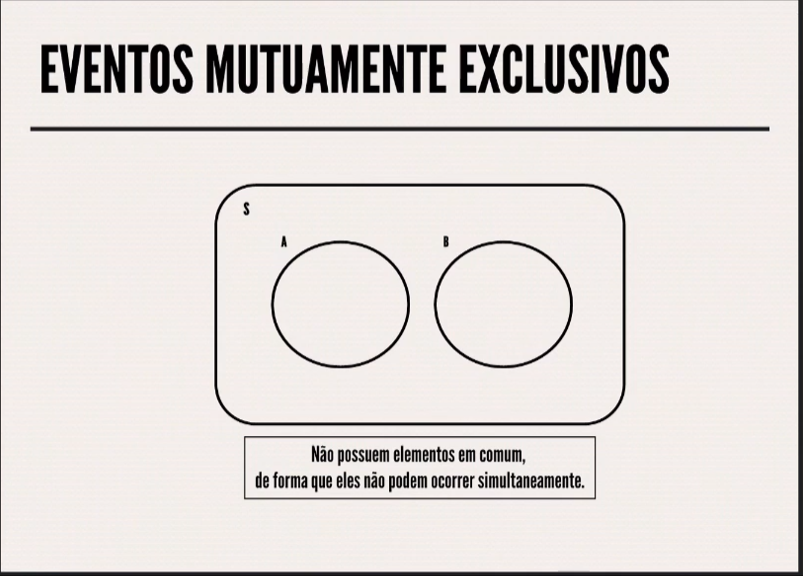 EVENTOS MUTUAMENTE EXCLUSIVOS
S
A
B
Não possuem elementos em comum,
de forma que eles não podem ocorrer simultaneamente.